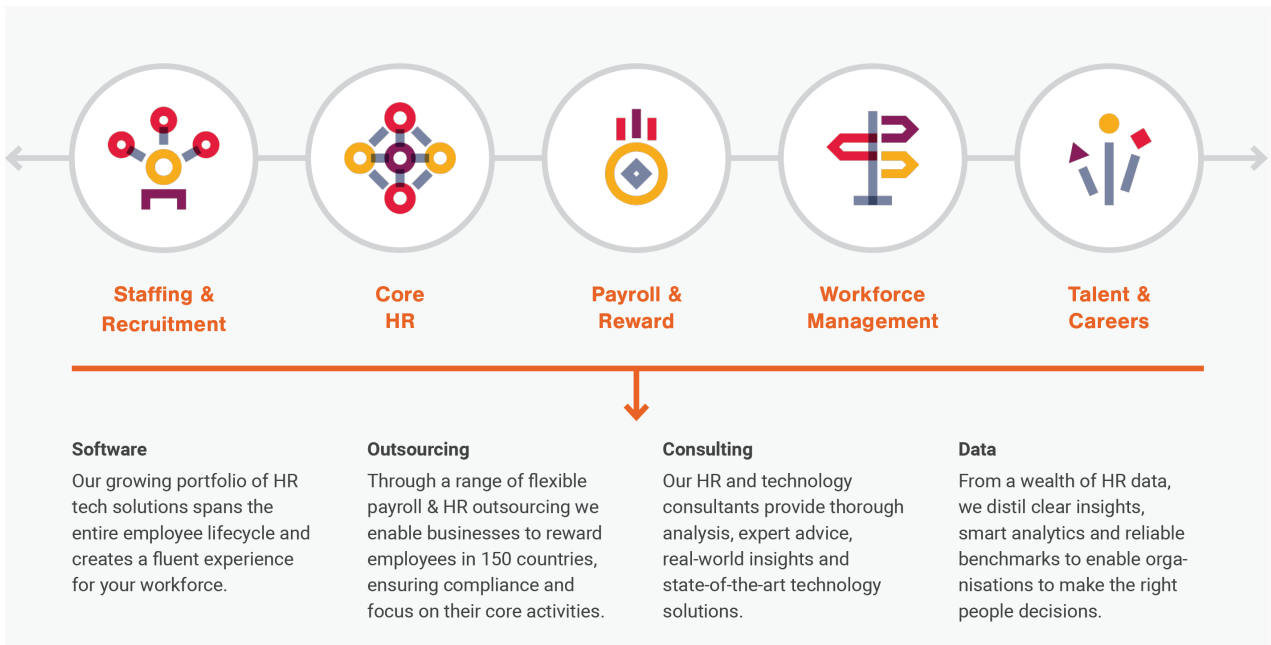 Staffing &
Recruitment
Core
HR
Payroll &
Reward
Workforce
Management
Talent &
Careers
Software
Our growing portfolio of HR
tech solutions spans the
entire employee lifecycle and
creates a fluent experience
for your workforce.
Outsourcing
Through a range of flexible
payroll & HR outsourcing we
enable businesses to reward
employees in 150 countries,
ensuring compliance and
focus on their core activities.
Consulting
Our HR and technology
consultants provide thorough
analysis, expert advice,
real-world insights and
state-of-the-art technology
solutions.
Data
From a wealth of HR data,
we distil clear insights,
smart analytics and reliable
benchmarks to enable orga-
nisations to make the right
people decisions.